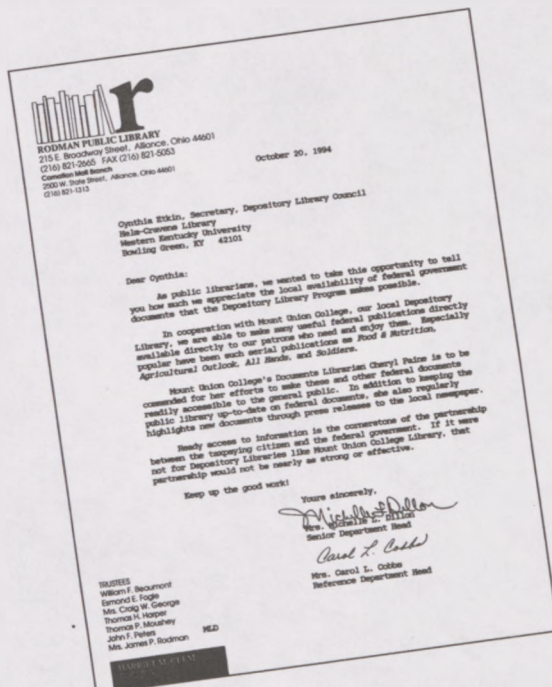 r
RODMAN PUBLIC LIBRARY
215 E. Broadway Street, Alliance, Ohio 44601
(216) 821-2665 FAX (216) 821-5053
Carnation Mall Branch
2500 W. State Street, Alliance, Ohio 44601
(216) 821-1313
October 20, 1994
Cynthia Etkin, Secretary, Depository Library Council
Helm-Cravens Library
Western Kentucky University
Bowling Green, KY 42101
Dear Cynthia:
As public librarians, we wanted to take this opportunity to tell
you how much we appreciate the local availability of federal government
documents that the Depository Library Program makes possible.
In cooperation with Mount Union College, our local Depository
Library, we are able to make many useful federal publications directly
available directly to our patrons who need and enjoy them. Especially
popular have been such serial publications as Food & Nutrition,
Agricultural Outlook, All Hands, and Soldiers.
Mount Union College's Documents Librarian Cheryl Paine is to be
commended for her efforts to make these and other federal documents
readily accessible to the general public. In addition to keeping the
public library up-to-date on federal documents, she also regularly
highlights new documents through press releases to the local newspaper.
Ready access to information is the cornerstone of the partnership
between the taxpaying citizen and the federal government. If it were
not for Depository Libraries like Mount Union College Library, that
partnership would not be nearly as strong or effective.
Keep up the good work!
Yours sincerely,
Michelle L. Dillon
Mrs. Michelle L. Dillon
Senior Department Head
Carol L. Cobbs
Mrs. Carol L. Cobbs
Reference Department Head
TRUSTEES
William F. Beaumont
Esmond E. Fogle
Mrs. Craig W. George
Thomas H. Harper
Thomas P. Moushey
John F. Peters
Mrs. James P. Rodman
MLD